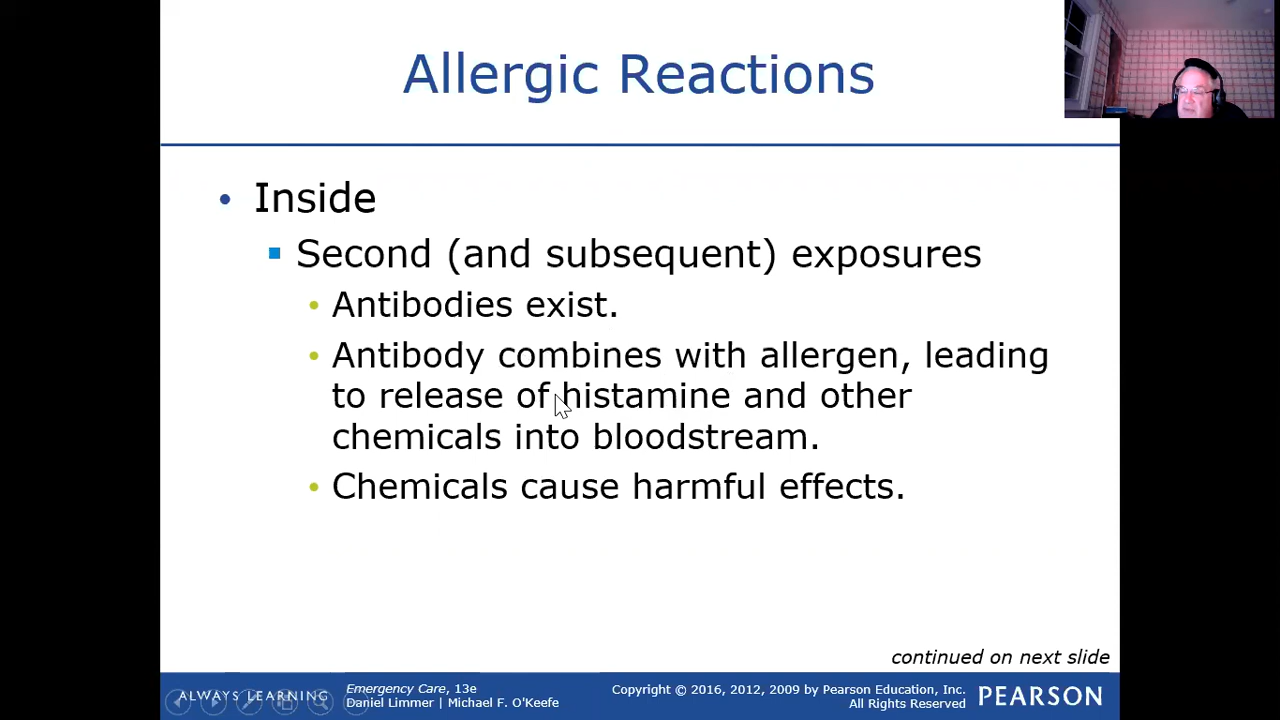 Allergic Reactions
• Inside
▪ Second (and subsequent) exposures
• Antibodies exist.
• Antibody combines with allergen, leading
to release of histamine and other
chemicals into bloodstream.
• Chemicals cause harmful effects.
continued on next slide
ALWAYS LEARNING
Emergency Care, 13e
Daniel Limmer | Michael F. O'Keefe
Copyright © 2016, 2012, 2009 by Pearson Education, Inc.
All Rights Reserved
PEARSON